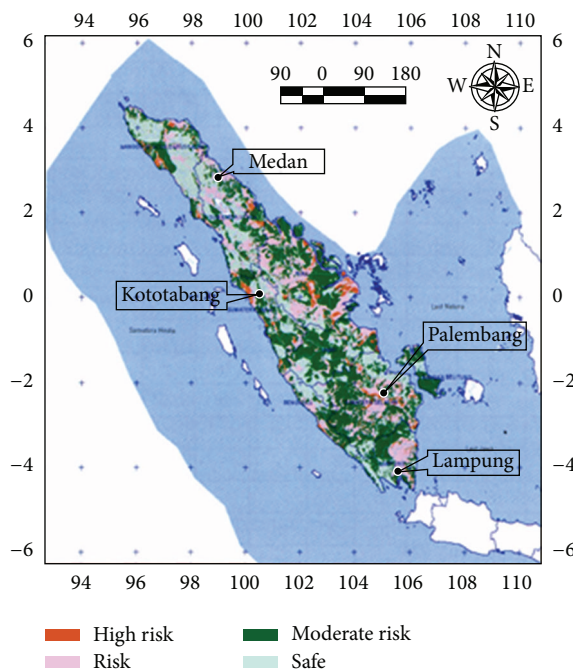 94 96 98 100 102 104 106 108 110
6 6
N
90 0 90 180
W E
S
4 4
Medan
2 2
Kototabang
0 0
Palembang
−2 −2
−4 −4
Lampung
−6 −6
94 96 98 100 102 104 106 108 110
High risk Moderate risk
Risk Safe